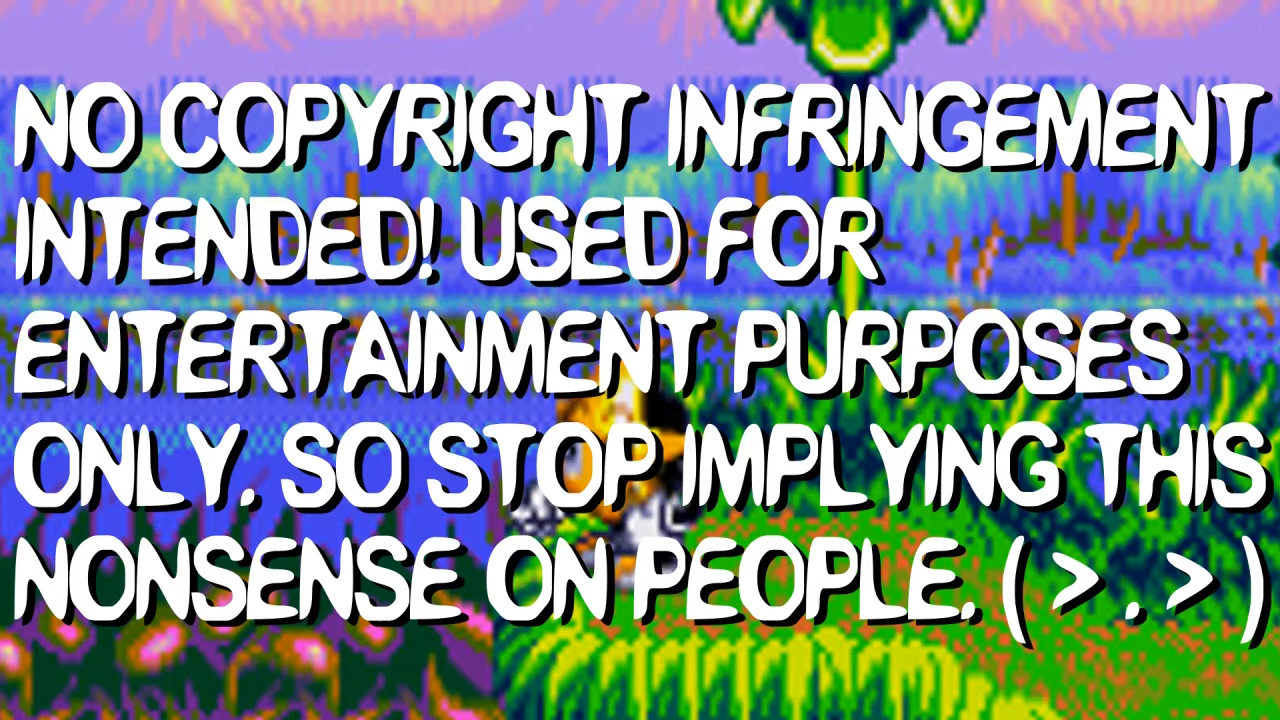 NO COPYRIGHT INFRINGEMENT
INTENDED! USED FOR
ENTERTAINMENT PURPOSES
ONLY. SO STOP IMPLYING THIS
NONSENSE ON PEOPLE. ( > . > )